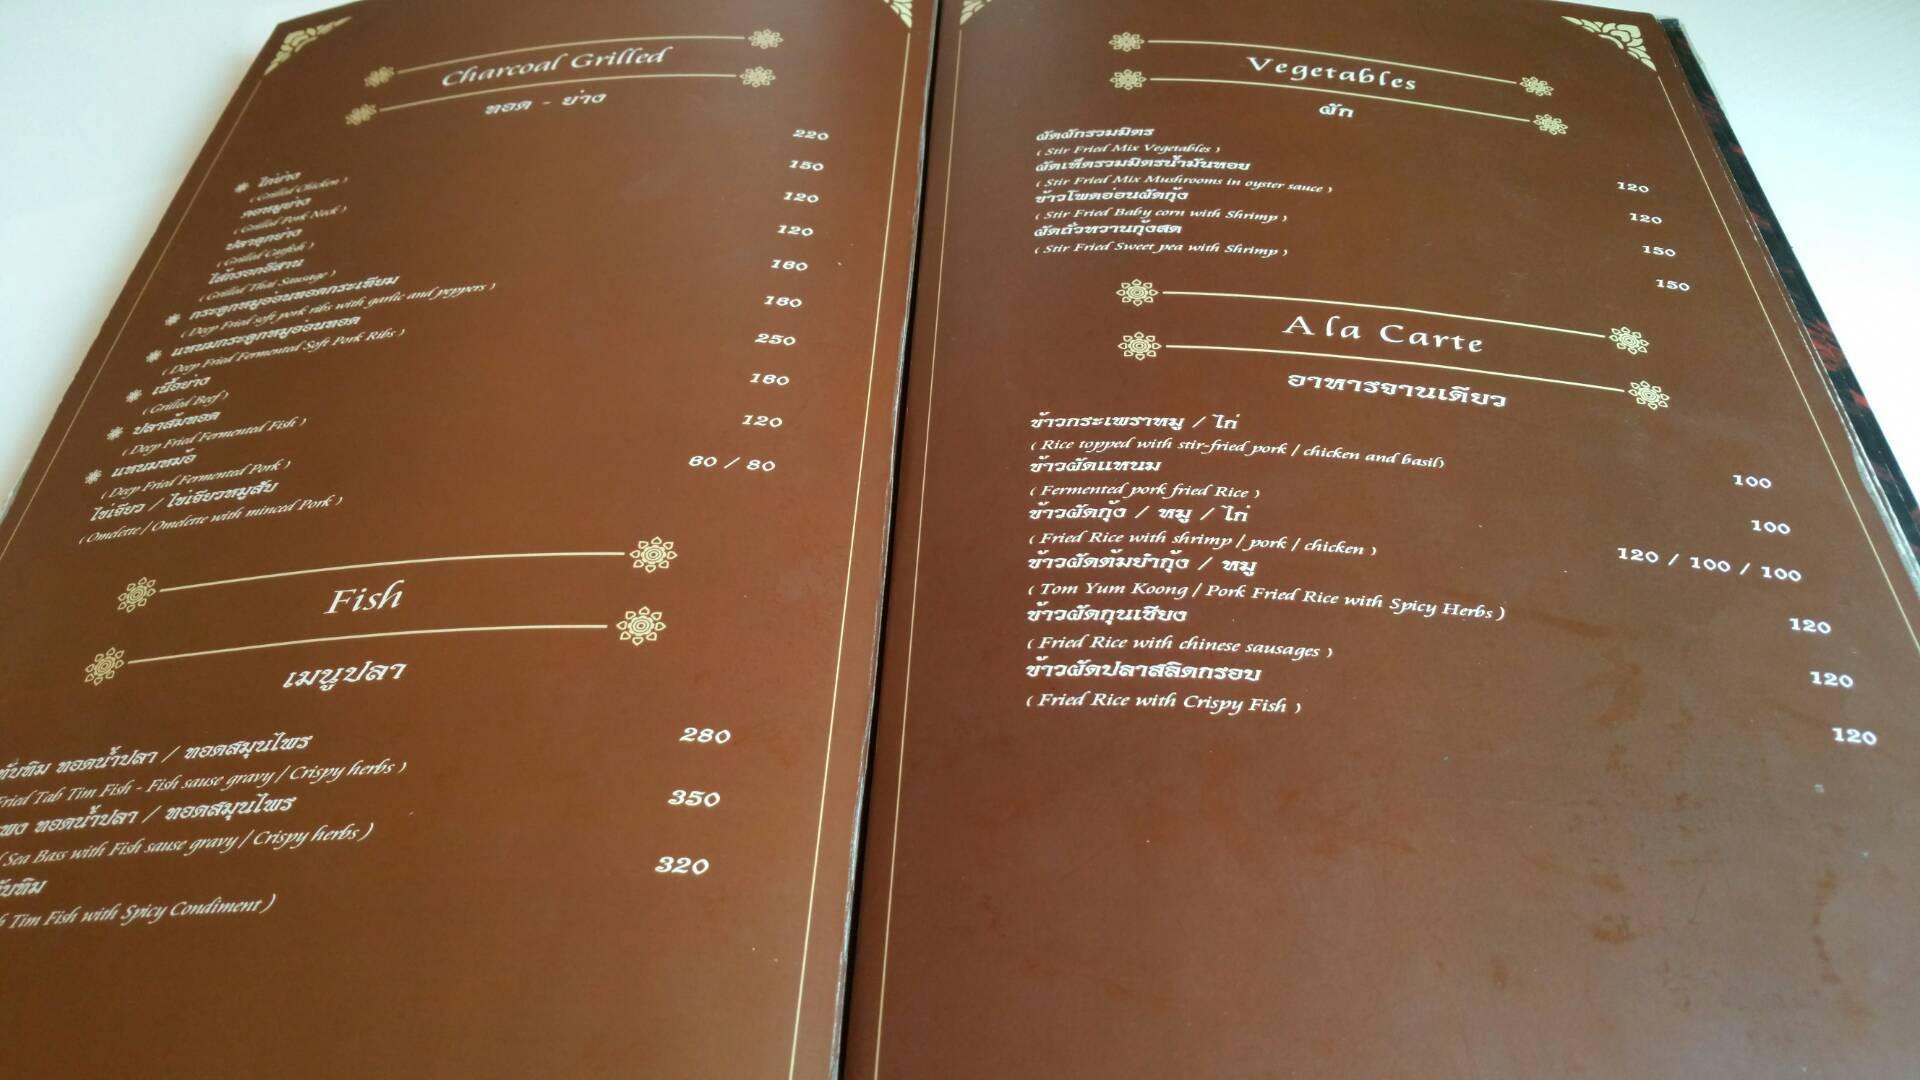 Charcoal Grilled
ทอด - ย่าง
ไก่ย่าง 220
( Grilled Chicken )
คอหมูย่าง 150
( Grilled Pork Neck )
ปลาดุกย่าง 120
( Grilled Catfish )
ไส้กรอกอีสาน 120
( Grilled Thai Sausage )
กระดูกหมูอ่อนทอดกระเทียม 180
( Deep Fried soft pork ribs with garlic and peppers )
แหนมกระดูกหมูอ่อนทอด 180
( Deep Fried Fermented Soft Pork Ribs )
เนื้อย่าง 250
( Grilled Beef )
ปลาส้มทอด 180
( Deep Fried Fermented Fish )
แหนมหม้อ 120
( Deep Fried Fermented Pork )
ไข่เจียว / ไข่เจียวหมูสับ 60 / 80
( Omelette / Omelette with minced Pork )
Fish
เมนูปลา
ทับทิม ทอดน้ำปลา / ทอดสมุนไพร 280
Fried Tab Tim Fish - Fish sause gravy / Crispy herbs )
ทอดน้ำปลา / ทอดสมุนไพร 350
Sea Bass with Fish sause gravy / Crispy herbs )
320
Tim Fish with Spicy Condiment )
Vegetables
ผัก
ผัดผักรวมมิตร 120
( Stir Fried Mix Vegetables )
ผัดเห็ดรวมมิตรน้ำมันหอย 120
( Stir Fried Mix Mushrooms in oyster sauce )
ข้าวโพดอ่อนผัดกุ้ง 150
( Stir Fried Baby corn with Shrimp )
ผัดถั่วหวานกุ้งสด 150
( Stir Fried Sweet pea with Shrimp )
A la Carte
อาหารจานเดียว
ข้าวกระเพราหมู / ไก่ 100
( Rice topped with stir-fried pork / chicken and basil)
ข้าวผัดแหนม 100
( Fermented pork fried Rice )
ข้าวผัดกุ้ง / หมู / ไก่ 120 / 100 / 100
( Fried Rice with shrimp / pork / chicken )
ข้าวผัดต้มยำกุ้ง / หมู 120
( Tom Yum Koong / Pork Fried Rice with Spicy Herbs )
ข้าวผัดกุนเชียง 120
( Fried Rice with chinese sausages )
ข้าวผัดปลาสลิดกรอบ 120
( Fried Rice with Crispy Fish )